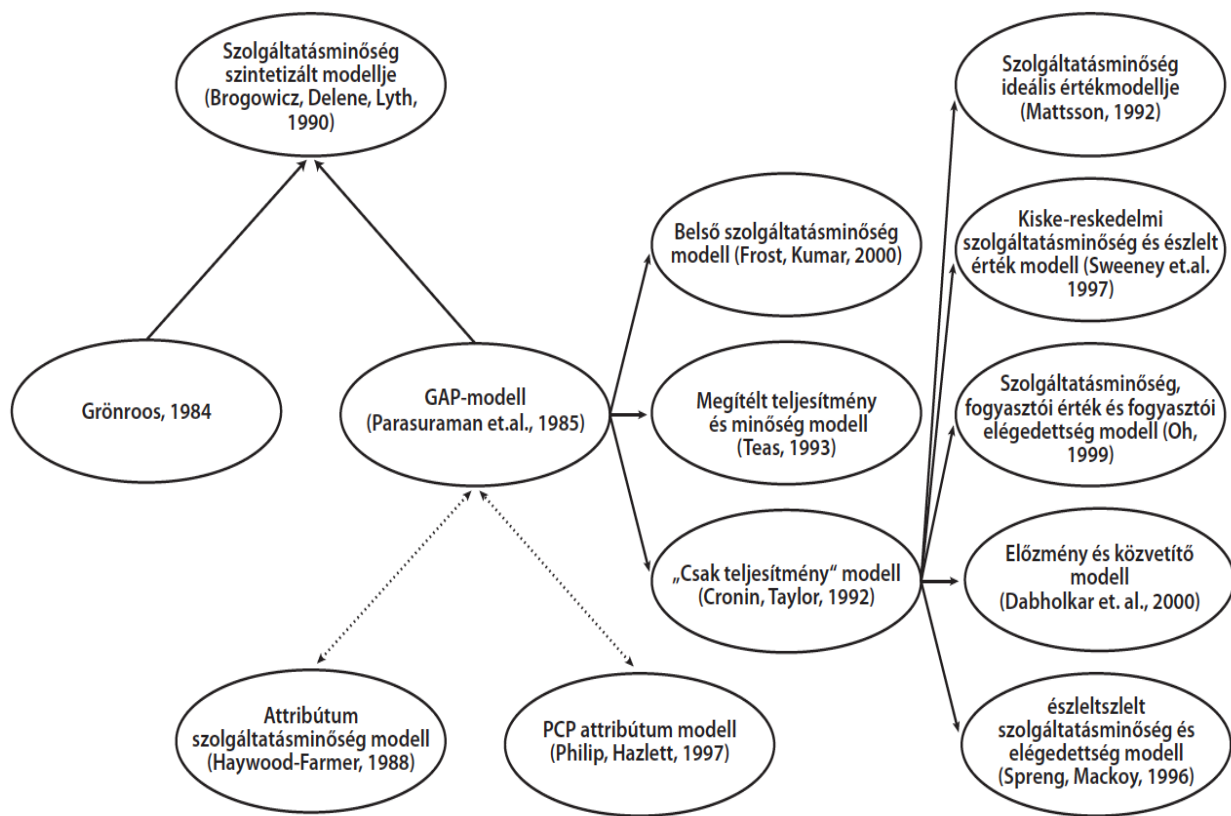 Szolgáltatásminőség
szintetizált modellje
(Brogowicz, Delene, Lyth,
1990)
Szolgáltatásminőség
ideális értékmodellje
(Mattsson, 1992)
Belső szolgáltatásminőség
modell (Frost, Kumar, 2000)
Kiske-reskedelmi
szolgáltatásminőség és észlelt
érték modell (Sweeney et.al.
1997)
Grönroos, 1984
GAP-modell
(Parasuraman et.al., 1985)
Megítélt teljesítmény
és minőség modell
(Teas, 1993)
Szolgáltatásminőség,
fogyasztói érték és fogyasztói
elégedettség modell (Oh,
1999)
„Csak teljesítmény“ modell
(Cronin, Taylor, 1992)
Előzmény és közvetítő
modell
(Dabholkar et. al., 2000)
Attribútum
szolgáltatásminőség modell
(Haywood-Farmer, 1988)
PCP attribútum modell
(Philip, Hazlett, 1997)
észleltszlelt
szolgáltatásminőség és
elégedettség modell
(Spreng, Mackoy, 1996)